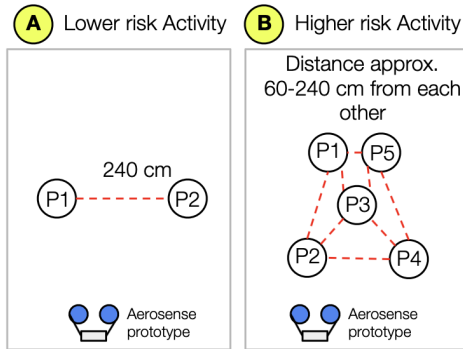 A Lower risk Activity
240 cm
P1 P2
Aerosense
prototype
B Higher risk Activity
Distance approx.
60-240 cm from each
other
P1 P5
P3
P2 P4
Aerosense
prototype